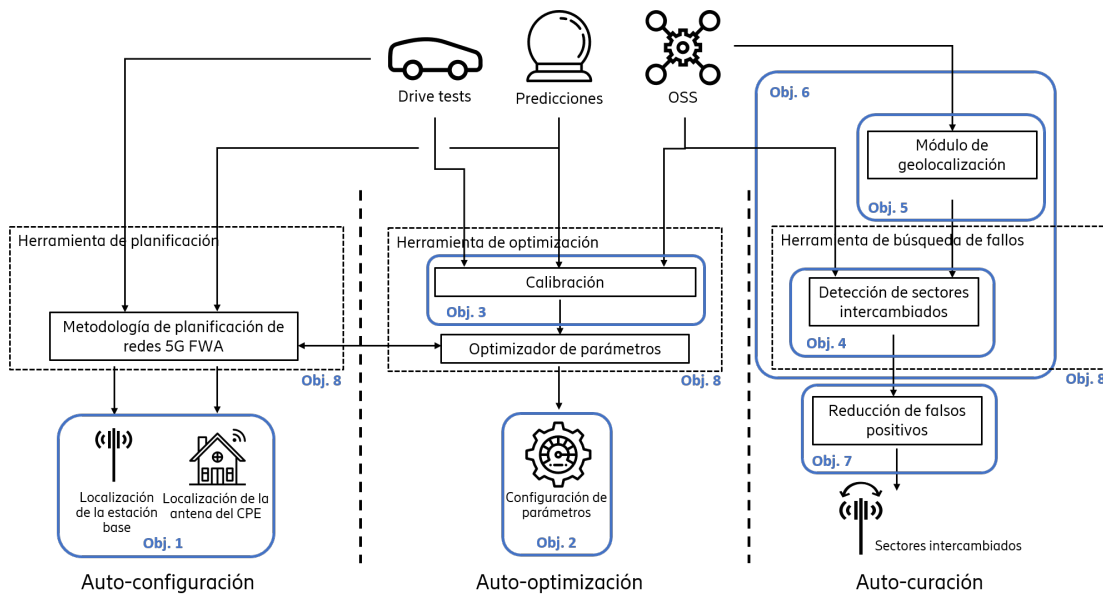 Drive tests
Predicciones
OSS
Obj. 6
Módulo de
geolocalización
Obj. 5
Herramienta de planificación
Metodología de planificación de
redes 5G FWA
Obj. 8
Localización
de la estación
base
Localización de la
antena del CPE
Obj. 1
Auto-configuración
Herramienta de optimización
Calibración
Obj. 3
Optimizador de parámetros
Obj. 8
Configuración de
parámetros
Obj. 2
Auto-optimización
Herramienta de búsqueda de fallos
Detección de sectores
intercambiados
Obj. 4
Obj. 8
Reducción de falsos
positivos
Obj. 7
Sectores intercambiados
Auto-curación